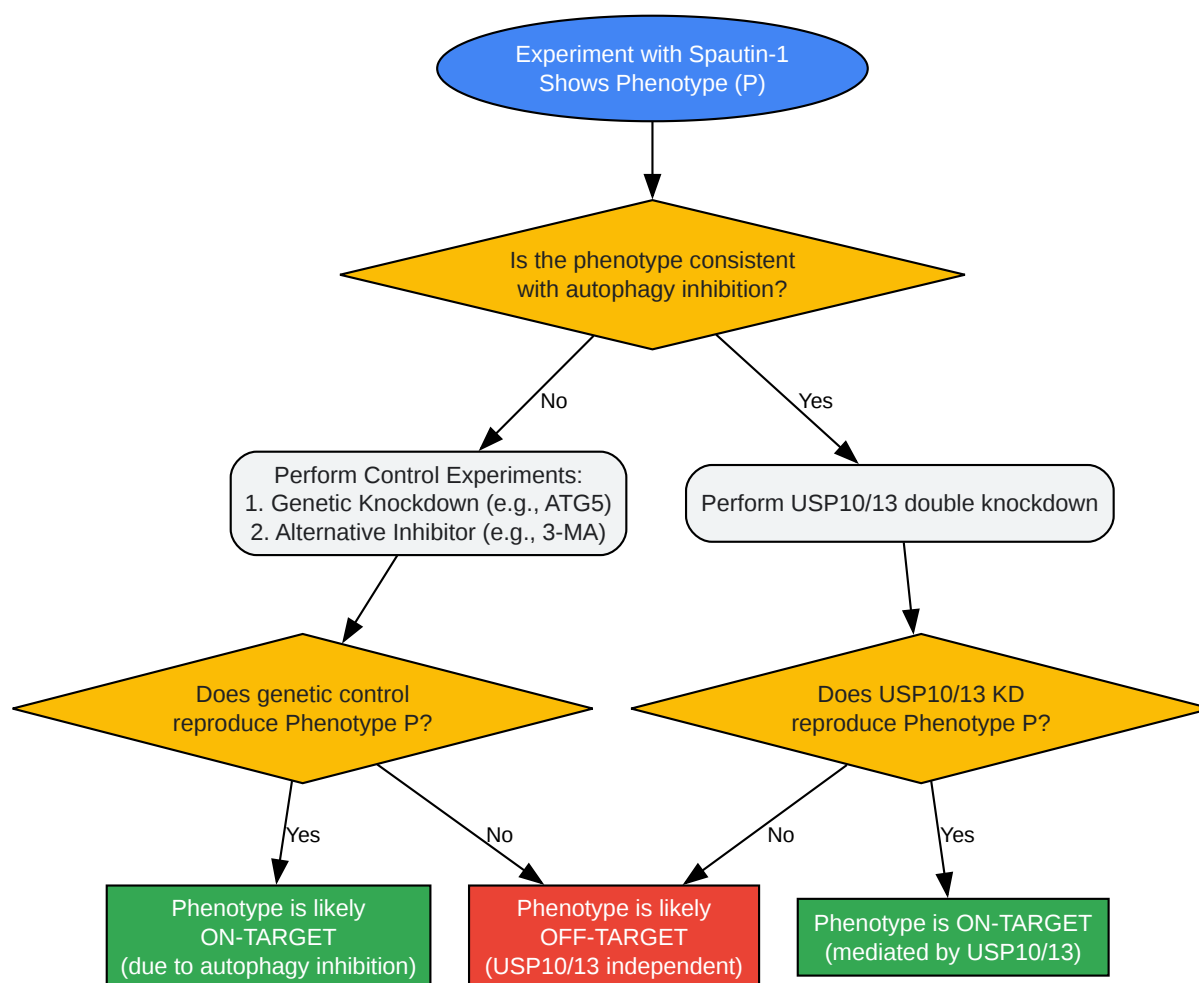 Experiment with Spautin-1
Shows Phenotype (P)
Is the phenotype consistent
with autophagy inhibition?
No
Yes
Perform Control Experiments:
1. Genetic Knockdown (e.g., ATG5)
2. Alternative Inhibitor (e.g., 3-MA)
Perform USP10/13 double knockdown
Does genetic control
reproduce Phenotype P?
Does USP10/13 KD
reproduce Phenotype P?
Yes
No
No
Yes
Phenotype is likely
ON-TARGET
(due to autophagy inhibition)
Phenotype is likely
OFF-TARGET
(USP10/13 independent)
Phenotype is ON-TARGET
(mediated by USP10/13)